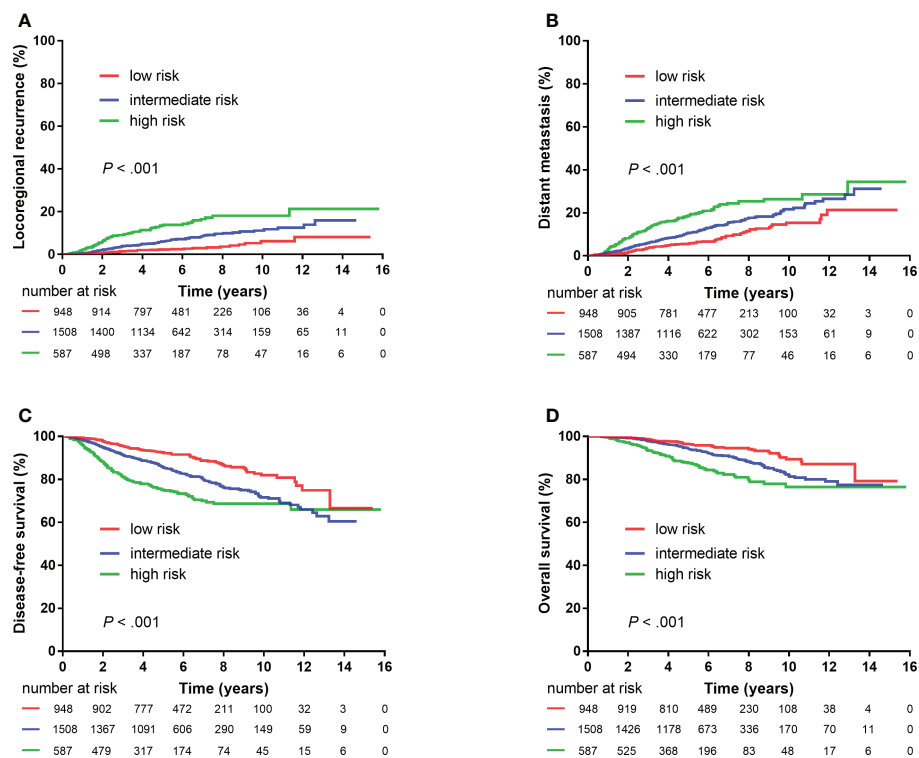 A
Locoregional recurrence (%)
100
80
60
40
20
0
low risk
intermediate risk
high risk
P < .001
0 2 4 6 8 10 12 14 16
number at risk Time (years)
948 914 797 481 226 106 36 4 0
1508 1400 1134 642 314 159 65 11 0
587 498 337 187 78 47 16 6 0
B
Distant metastasis (%)
100
80
60
40
20
0
low risk
intermediate risk
high risk
P < .001
0 2 4 6 8 10 12 14 16
number at risk Time (years)
948 905 781 477 213 100 32 3 0
1508 1387 1116 622 302 153 61 9 0
587 494 330 179 77 46 16 6 0
C
Disease-free survival (%)
100
80
60
40
20
0
low risk
intermediate risk
high risk
P < .001
0 2 4 6 8 10 12 14 16
number at risk Time (years)
948 902 777 472 211 100 32 3 0
1508 1367 1091 606 290 149 59 9 0
587 479 317 174 74 45 15 6 0
D
Overall survival (%)
100
80
60
40
20
0
low risk
intermediate risk
high risk
P < .001
0 2 4 6 8 10 12 14 16
number at risk Time (years)
948 919 810 489 230 108 38 4 0
1508 1426 1178 673 336 170 70 11 0
587 525 368 196 83 48 17 6 0